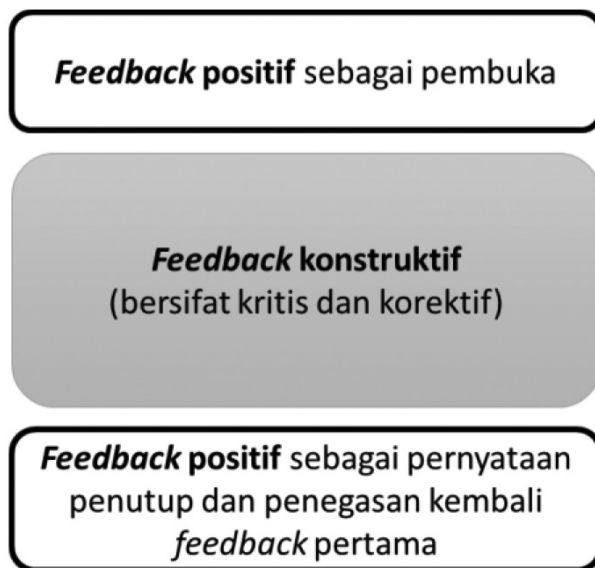 Feedback positif sebagai pembuka
Feedback konstruktif
(bersifat kritis dan korektif)
Feedback positif sebagai pernyataan
penutup dan penegasan kembali
feedback pertama